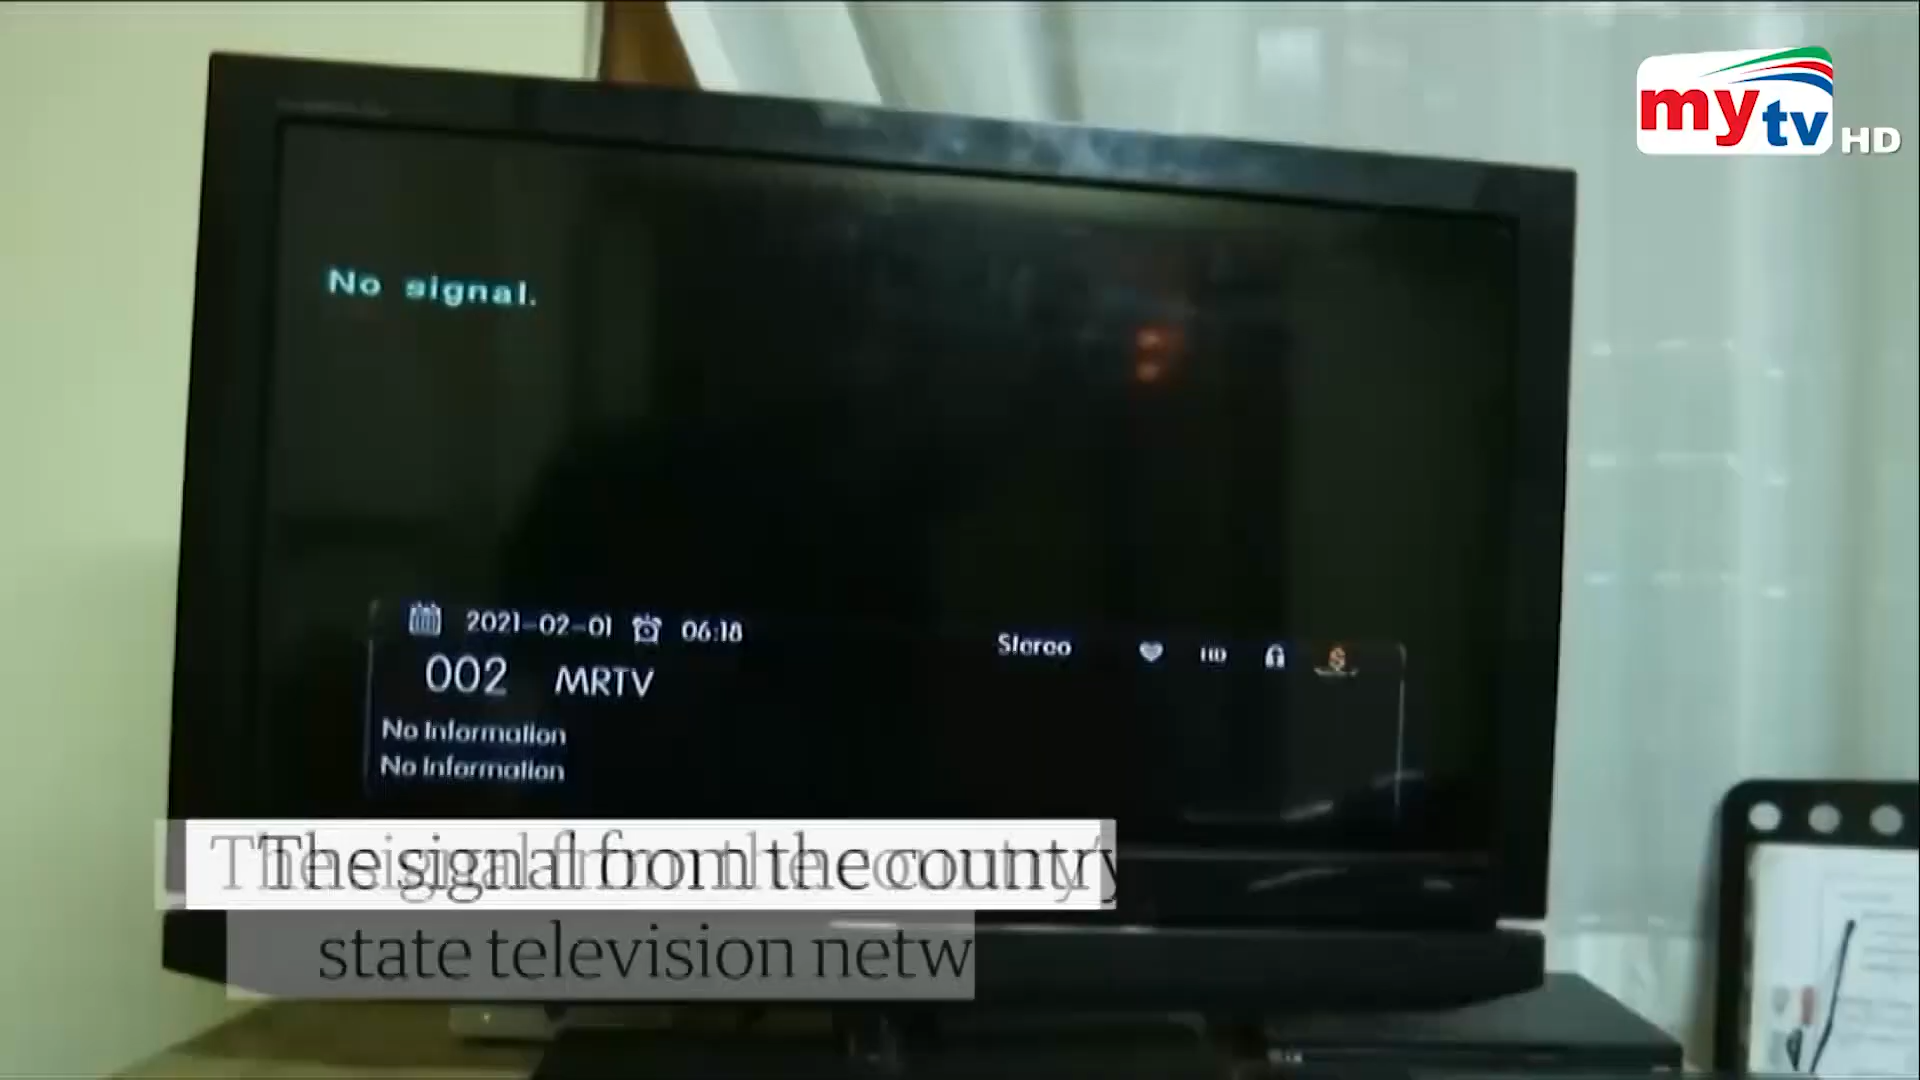 mytv HD
No signal.
2021-02-01 06:18
Stereo HD
002 MRTV
No Information
No Information
The signal from the country
state television netw